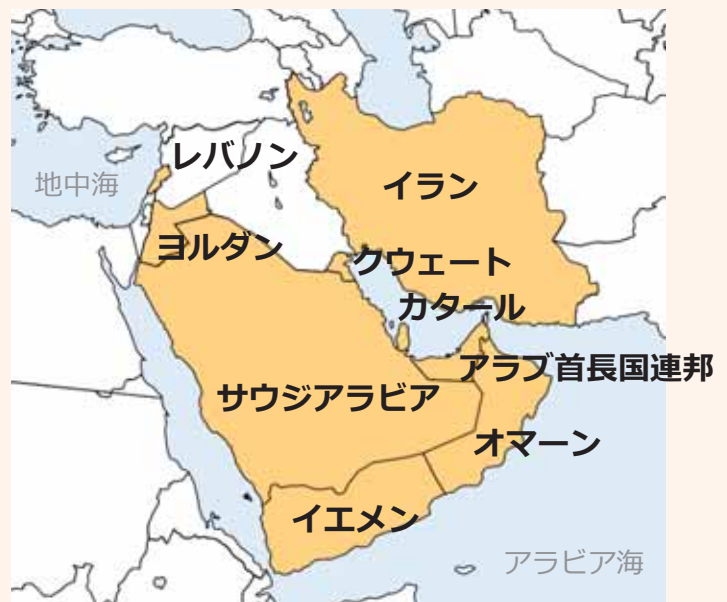 レバノン
地中海
イラン
ヨルダン
クウェート
カタール
アラブ首長国連邦
サウジアラビア
オマーン
イエメン
アラビア海